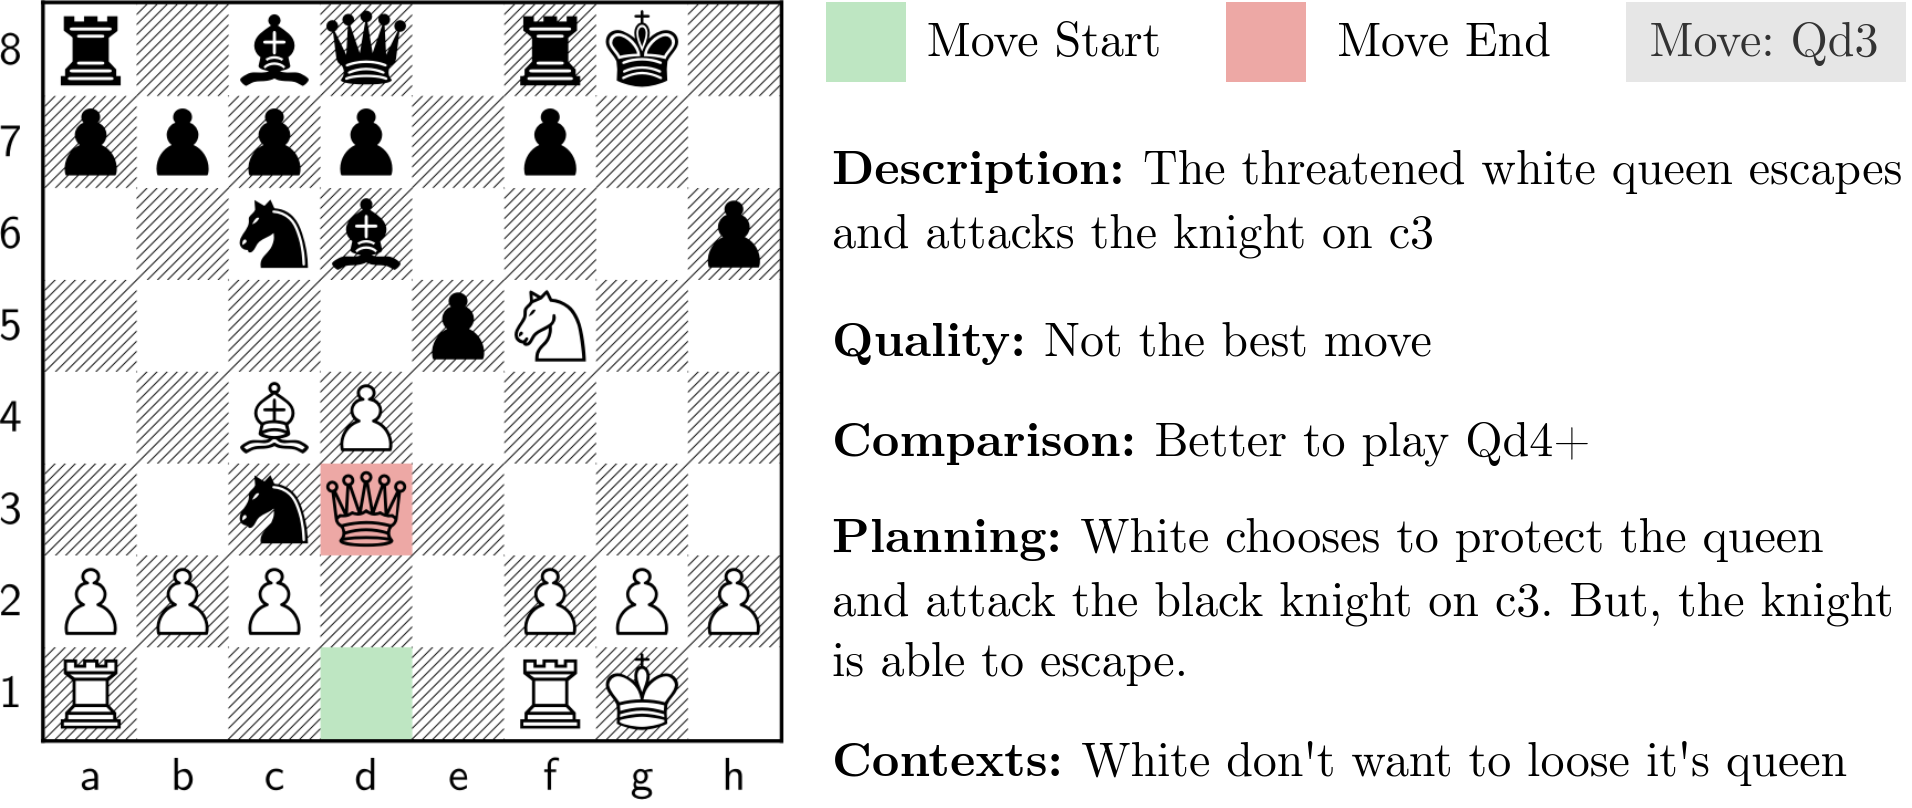 Move Start Move End Move: Qd3
8
7
6
5
4
3
2
1
a b c d e f g h
Description: The threatened white queen escapes
and attacks the knight on c3
Quality: Not the best move
Comparison: Better to play Qd4+
Planning: White chooses to protect the queen
and attack the black knight on c3. But, the knight
is able to escape.
Contexts: White don't want to loose it's queen